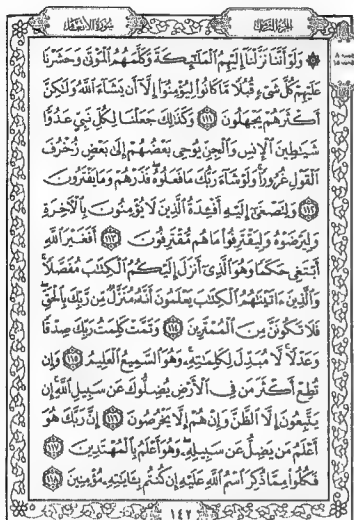 سورة الأنعام
الجزء الثامن
۞ وَلَوْ أَنَّنَا نَزَّلْنَا إِلَيْهِمُ الْمَلَٰٓئِكَةَ وَكَلَّمَهُمُ الْمَوْتَىٰ وَحَشَرْنَا
عَلَيْهِمْ كُلَّ شَىْءٍ قُبُلًا مَّا كَانُوا۟ لِيُؤْمِنُوٓا۟ إِلَّآ أَن يَشَآءَ ٱللَّهُ وَلَٰكِنَّ
أَكْثَرَهُمْ يَجْهَلُونَ ١١١ وَكَذَٰلِكَ جَعَلْنَا لِكُلِّ نَبِىٍّ عَدُوًّا
شَيَٰطِينَ ٱلْإِنسِ وَٱلْجِنِّ يُوحِى بَعْضُهُمْ إِلَىٰ بَعْضٍ زُخْرُفَ
ٱلْقَوْلِ غُرُورًا وَلَوْ شَآءَ رَبُّكَ مَا فَعَلُوهُ فَذَرْهُمْ وَمَا يَفْتَرُونَ
١١٢ وَلِتَصْغَىٰٓ إِلَيْهِ أَفْـِٔدَةُ ٱلَّذِينَ لَا يُؤْمِنُونَ بِٱلْءَاخِرَةِ
وَلِيَرْضَوْهُ وَلِيَقْتَرِفُوا۟ مَا هُم مُّقْتَرِفُونَ ١١٣ أَفَغَيْرَ ٱللَّهِ
أَبْتَغِى حَكَمًا وَهُوَ ٱلَّذِىٓ أَنزَلَ إِلَيْكُمُ ٱلْكِتَٰبَ مُفَصَّلًا
وَٱلَّذِينَ ءَاتَيْنَٰهُمُ ٱلْكِتَٰبَ يَعْلَمُونَ أَنَّهُۥ مُنَزَّلٌ مِّن رَّبِّكَ بِٱلْحَقِّ
فَلَا تَكُونَنَّ مِنَ ٱلْمُمْتَرِينَ ١١٤ وَتَمَّتْ كَلِمَتُ رَبِّكَ صِدْقًا
وَعَدْلًا لَّا مُبَدِّلَ لِكَلِمَٰتِهِۦ وَهُوَ ٱلسَّمِيعُ ٱلْعَلِيمُ ١١٥ وَإِن
تُطِعْ أَكْثَرَ مَن فِى ٱلْأَرْضِ يُضِلُّوكَ عَن سَبِيلِ ٱللَّهِ إِن
يَتَّبِعُونَ إِلَّا ٱلظَّنَّ وَإِنْ هُمْ إِلَّا يَخْرُصُونَ ١١٦ إِنَّ رَبَّكَ هُوَ
أَعْلَمُ مَن يَضِلُّ عَن سَبِيلِهِۦ وَهُوَ أَعْلَمُ بِٱلْمُهْتَدِينَ ١١٧
فَكُلُوا۟ مِمَّا ذُكِرَ ٱسْمُ ٱللَّهِ عَلَيْهِ إِن كُنتُم بِـَٔايَٰتِهِۦ مُؤْمِنِينَ ١١٨
١٤٢